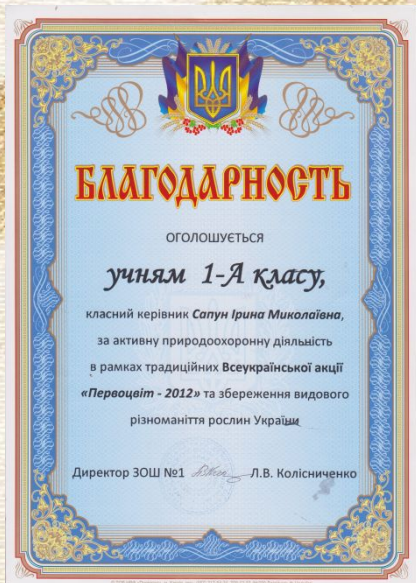 БЛАГОДАРНОСТЬ
ОГОЛОШУЄТЬСЯ
учням 1-А класу,
класний керівник Сапун Ірина Миколаївна,
за активну природоохоронну діяльність
в рамках традиційних Всеукраїнської акції
«Первоцвіт - 2012» та збереження видового
різноманіття рослин України
Директор ЗОШ №1 Л.В. Колісниченко